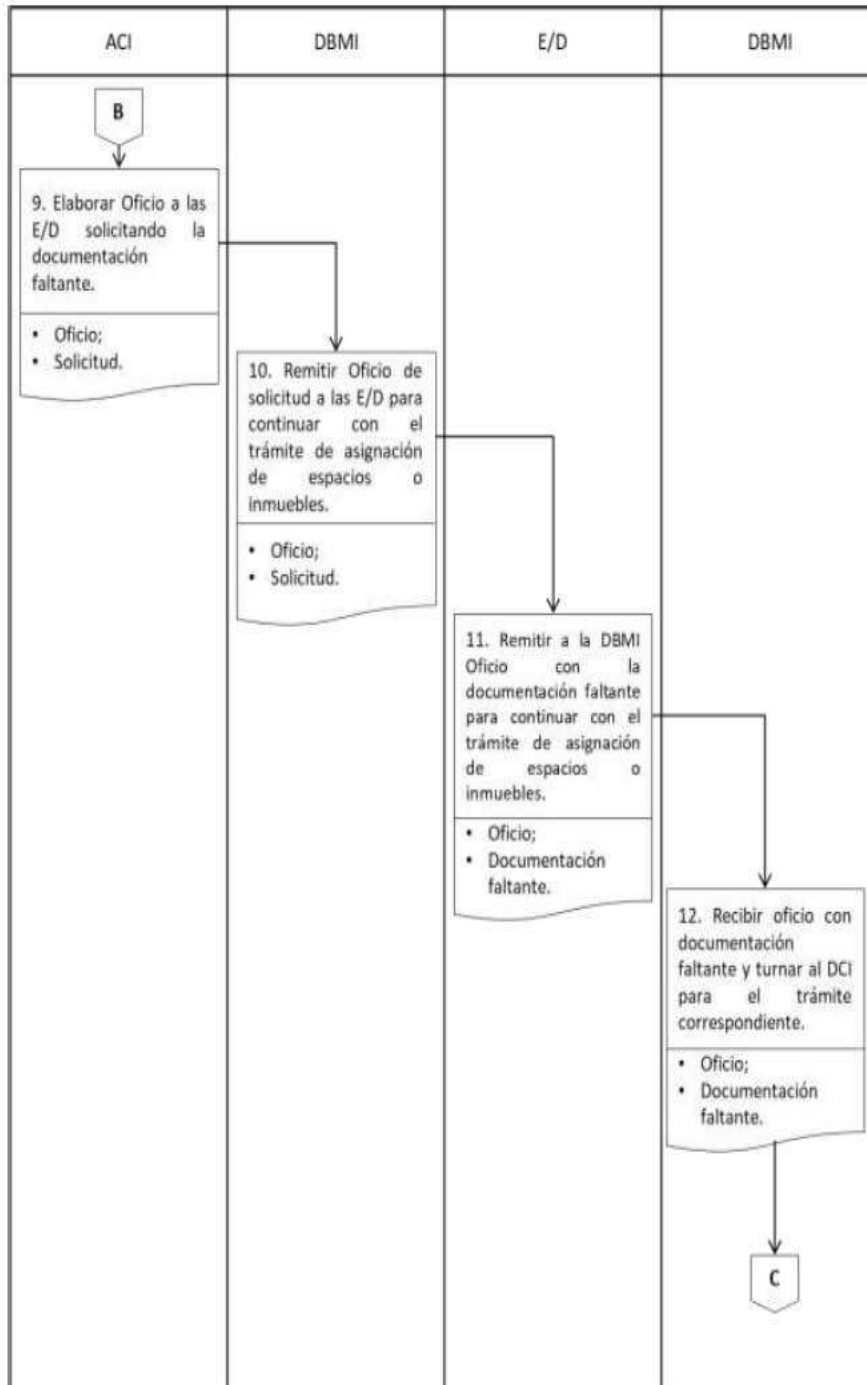 ACI
DBMI
E/D
DBMI
B
9. Elaborar Oficio a las
E/D solicitando la
documentación
faltante.
• Oficio;
• Solicitud.
10. Remitir Oficio de
solicitud a las E/D para
continuar con el
trámite de asignación
de espacios o
inmuebles.
• Oficio;
• Solicitud.
11. Remitir a la DBMI
Oficio con la
documentación faltante
para continuar con el
trámite de asignación
de espacios o
inmuebles.
• Oficio;
• Documentación
faltante.
12. Recibir oficio con
documentación
faltante y turnar al DCI
para el trámite
correspondiente.
• Oficio;
• Documentación
faltante.
C